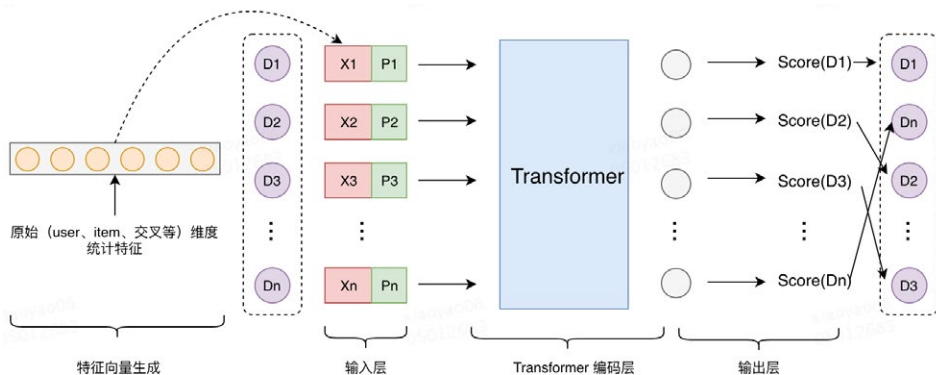 D1
D2
D3
⋮
Dn
X1 P1
X2 P2
X3 P3
⋮
Xn Pn
Transformer
⋮
Score(D1)
Score(D2)
Score(D3)
⋮
Score(Dn)
D1
Dn
D2
⋮
D3
原始（user、item、交叉等）维度
统计特征
特征向量生成
输入层
Transformer 编码层
输出层